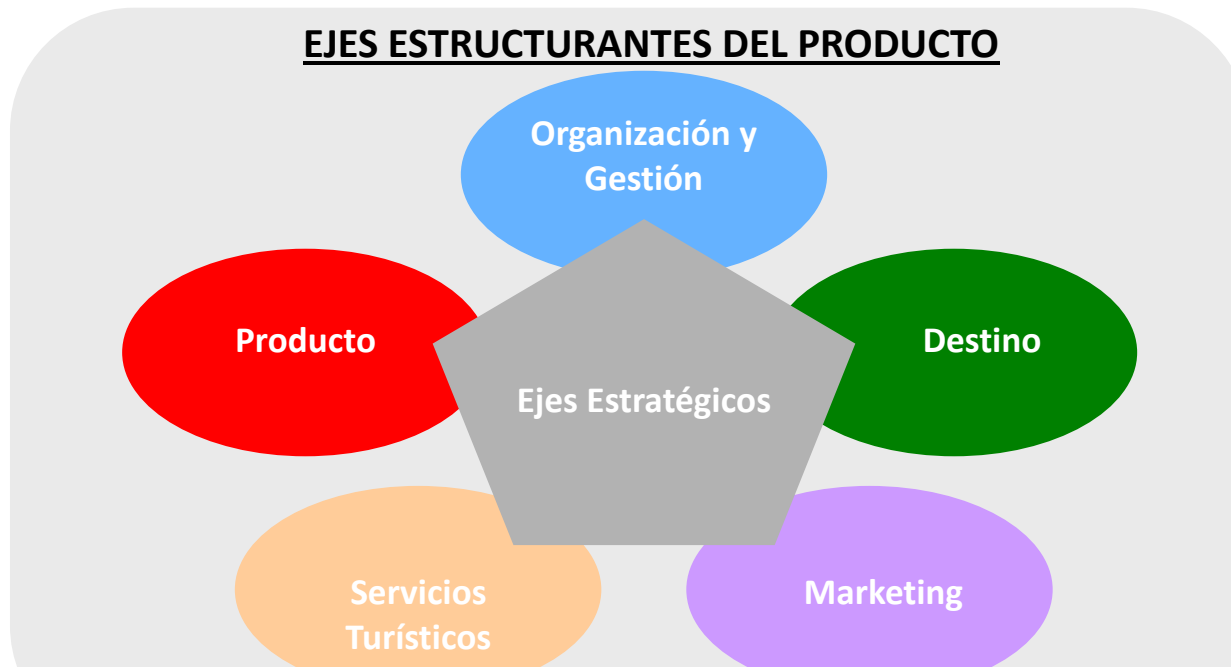 EJES ESTRUCTURANTES DEL PRODUCTO
Organización y
Gestión
Producto
Destino
Ejes Estratégicos
Servicios
Turísticos
Marketing